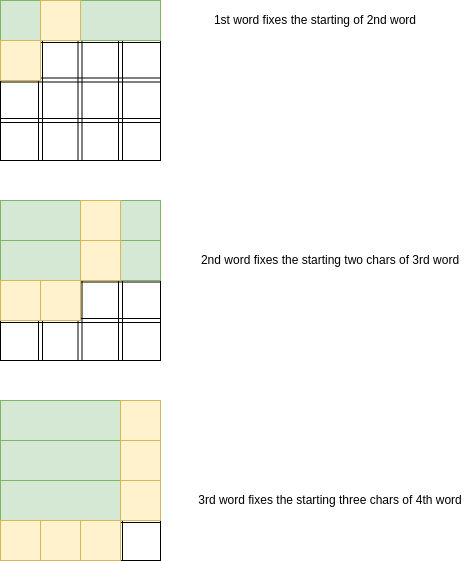 1st word fixes the starting of 2nd word
2nd word fixes the starting two chars of 3rd word
3rd word fixes the starting three chars of 4th word